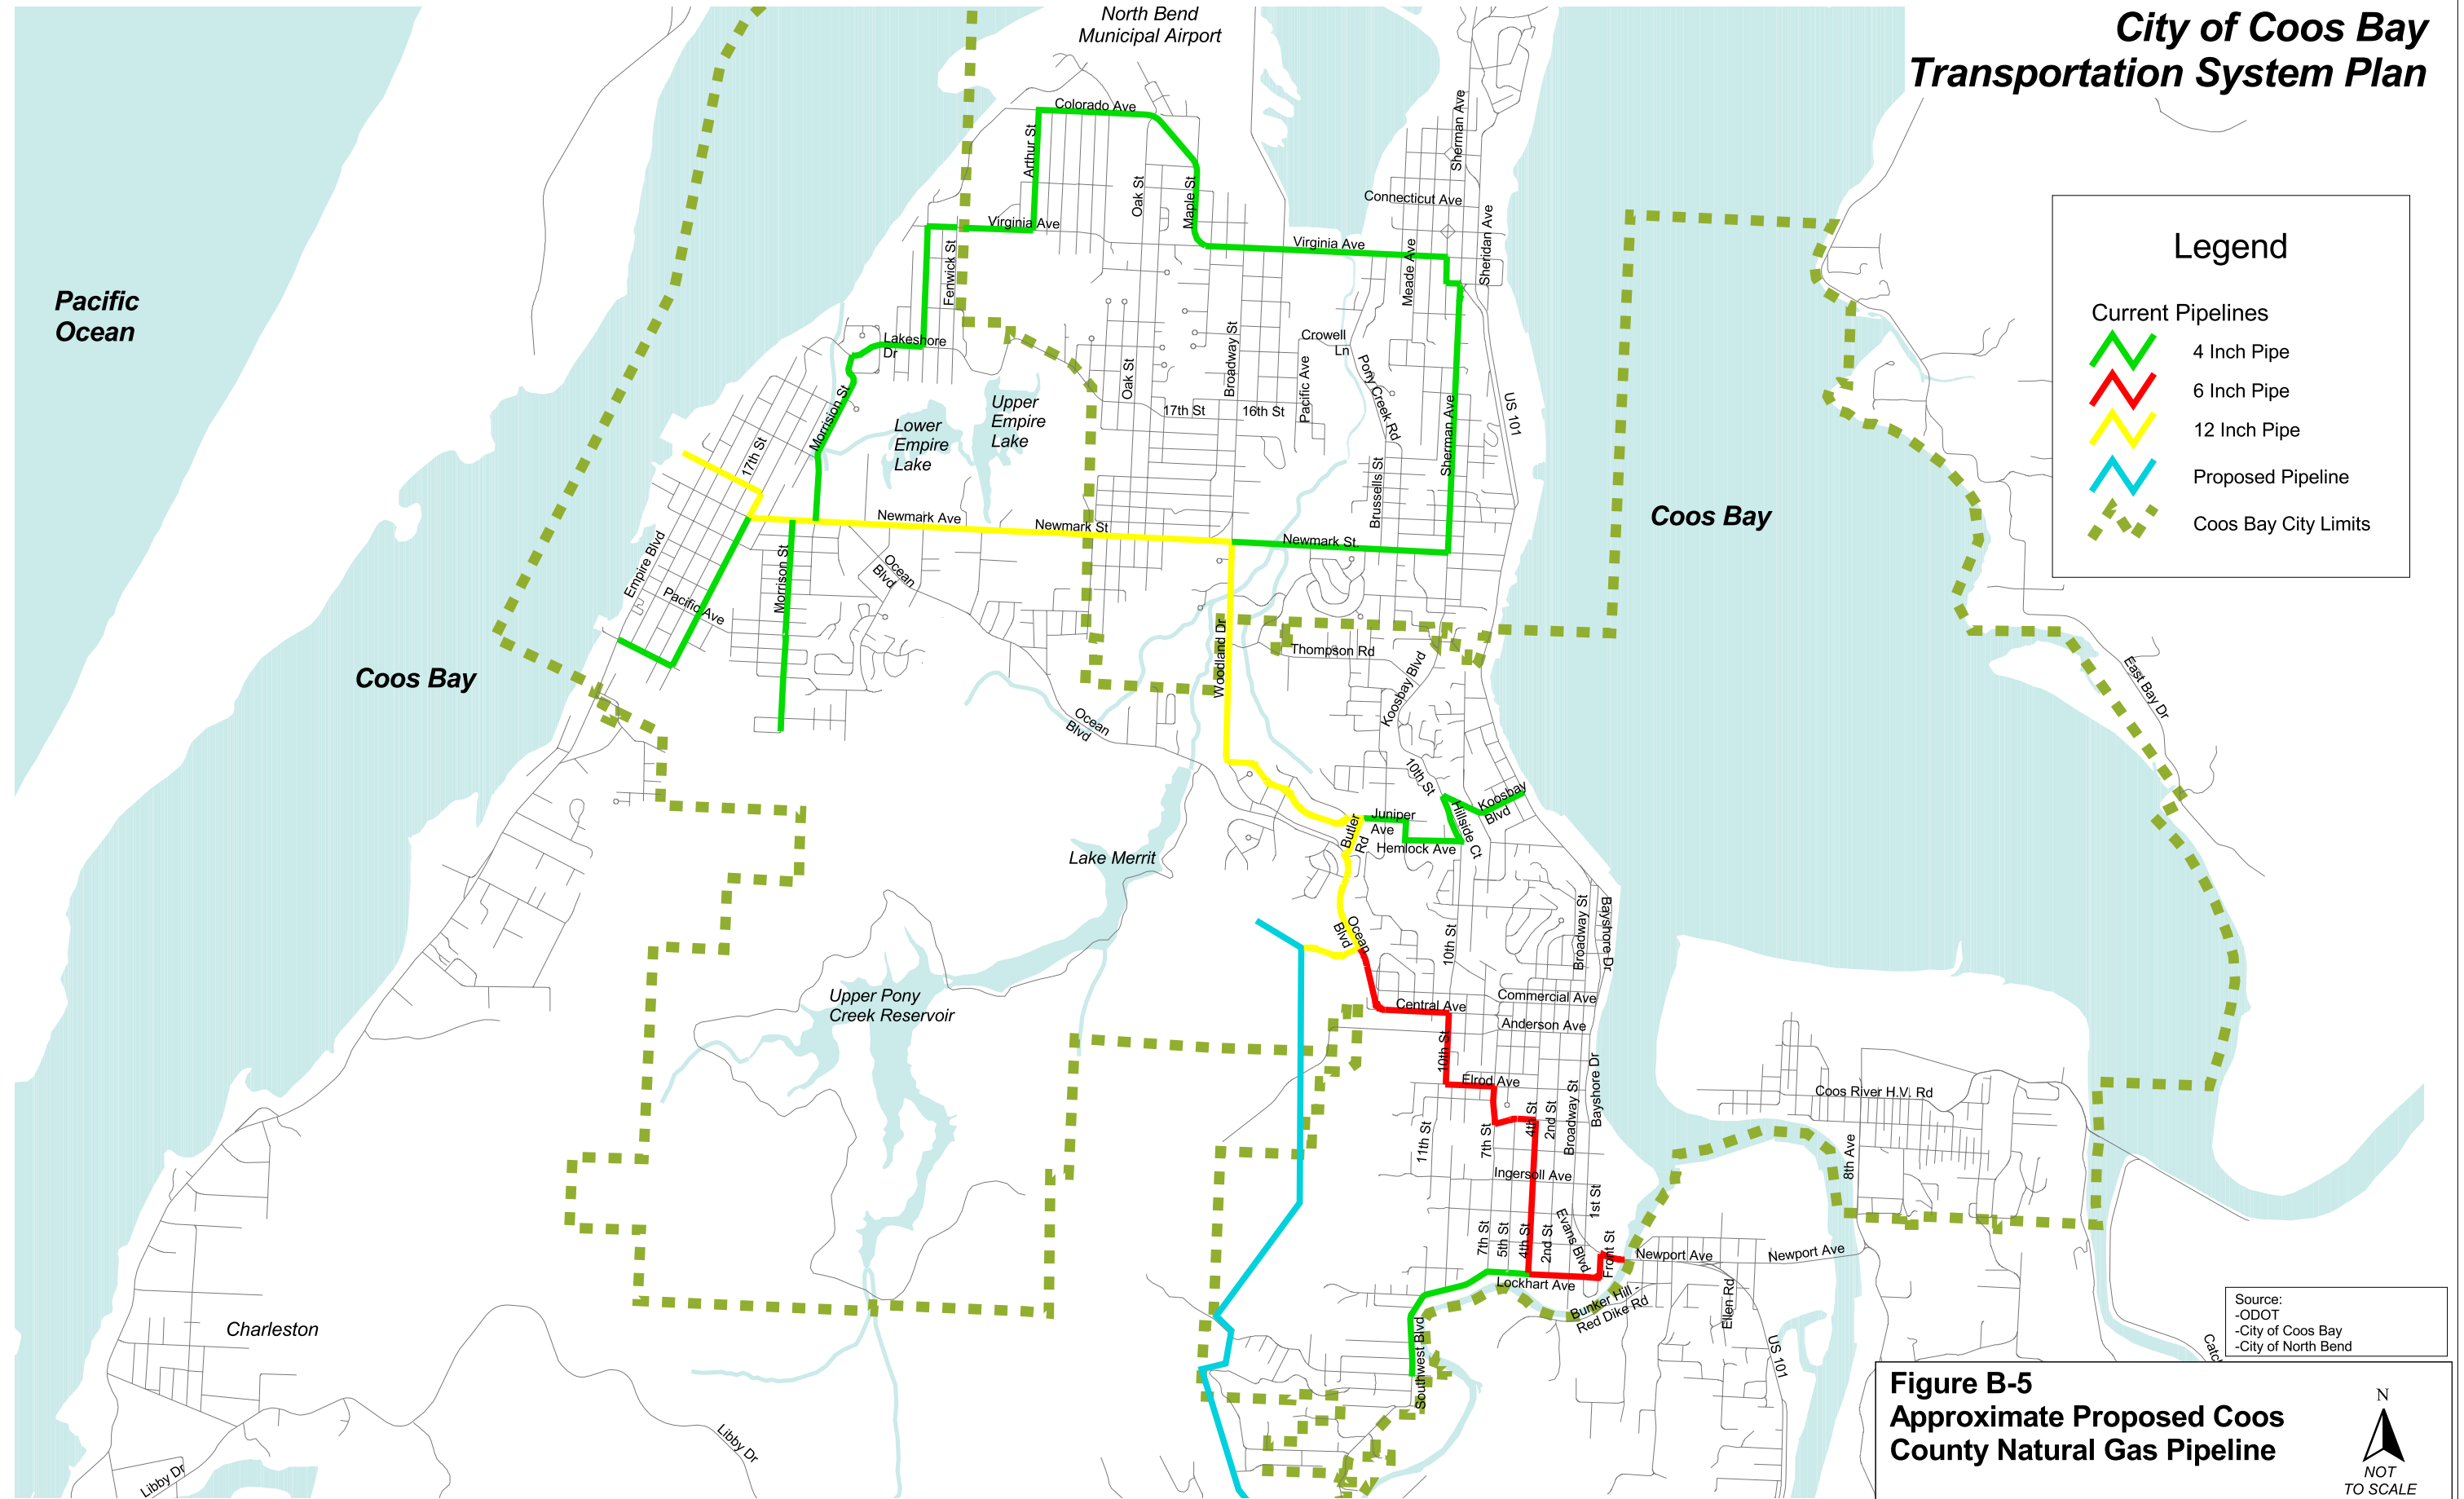 City of Coos Bay
Transportation System Plan
North Bend
Municipal Airport
Colorado Ave
Arthur St
Sherman Ave
Oak St
Maple St
Connecticut Ave
Virginia Ave
Sheridan Ave
Virginia Ave
Fenwick St
Meade Ave
Pacific
Ocean
Lakeshore
Dr
Crowell
Ln
Broadway St
Oak St
Pacific Ave
Pony Creek Rd
US 101
17th St
16th St
Upper
Empire
Lake
Lower
Empire
Lake
Morrison St
17th St
Sherman Ave
Brussells St
Newmark Ave
Newmark St
Newmark St.
Coos Bay
Empire Blvd
Pacific Ave
Morrison St
Ocean
Blvd
Woodland Dr
Thompson Rd
Koosbay Blvd
East Bay Dr
Coos Bay
Ocean
Blvd
10th St
Koosbay
Blvd
Hillside Ct
Juniper
Ave
Butler
Rd
Hemlock Ave
Lake Merrit
Ocean
Blvd
10th St
Broadway St
Bayshore Dr
Upper Pony
Creek Reservoir
Central Ave
Commercial Ave
Anderson Ave
10th St
Elrod Ave
Bayshore Dr
Broadway St
4th St
2nd St
11th St
7th St
Coos River H.V. Rd
8th Ave
Ingersoll Ave
1st St
Evans Blvd
7th St
5th St
4th St
2nd St
Front St
Newport Ave
Newport Ave
Lockhart Ave
Bunker Hill -
Red Dike Rd
Ellen Rd
US 101
Southwest Blvd
Charleston
Libby Dr
Libby Dr
Legend
Current Pipelines
4 Inch Pipe
6 Inch Pipe
12 Inch Pipe
Proposed Pipeline
Coos Bay City Limits
Source:
-ODOT
-City of Coos Bay
-City of North Bend
Figure B-5
Approximate Proposed Coos
County Natural Gas Pipeline
N
NOT
TO SCALE